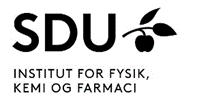 SDU
INSTITUT FOR FYSIK,
KEMI OG FARMACI